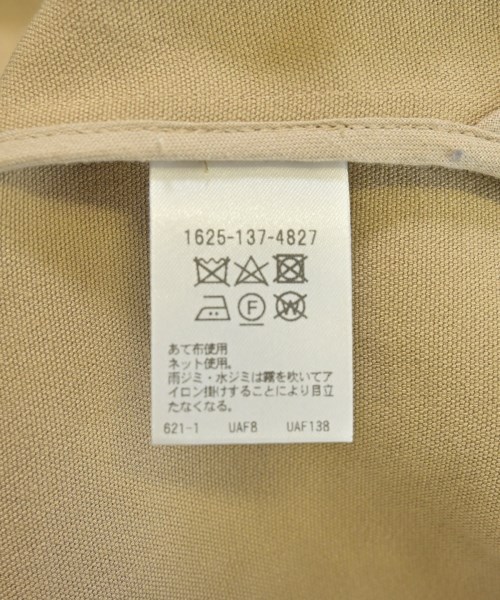 1625-137-4827
F W
あて布使用
ネット使用。
雨ジミ・水ジミは霧を吹いてア
イロン掛けすることにより目立
たなくなる。
621-1 UAF8 UAF138